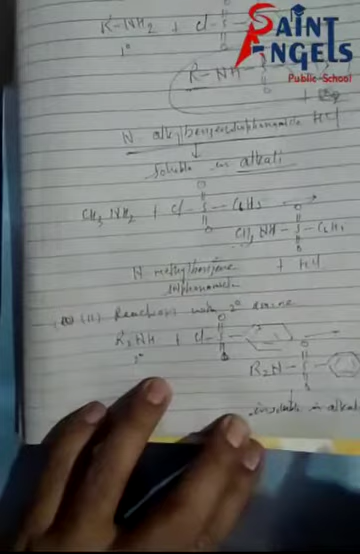 SAINT
ANGELS
Public-School
R-NH2 + Cl-S
1°
R-NH
+ HCl
N-alkylbenzenesulphonamide
↓
Soluble in alkali
CH3NH2 + Cl-S-C6H5 →
O
O
CH3NH-S-C6H5
O
O
N-methylbenzene + HCl
sulphonamide
(ii) Reaction with 2° amine
R2NH + Cl-S
2°
R2N-S
↓
insoluble in alkali